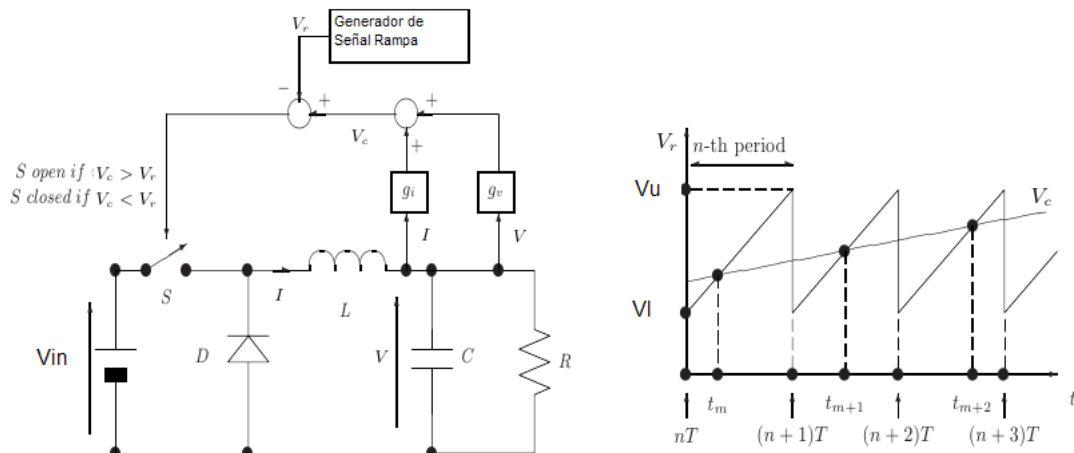 V_r
Generador de
Señal Rampa
−
+
+
V_c
+
S open if V_c > V_r
S closed if V_c < V_r
g_i
g_v
I
V
S
I
L
Vin
D
V
C
R
V_r
n-th period
Vu
V_c
Vl
t
t_m
t_{m+1}
t_{m+2}
nT
(n + 1)T
(n + 2)T
(n + 3)T